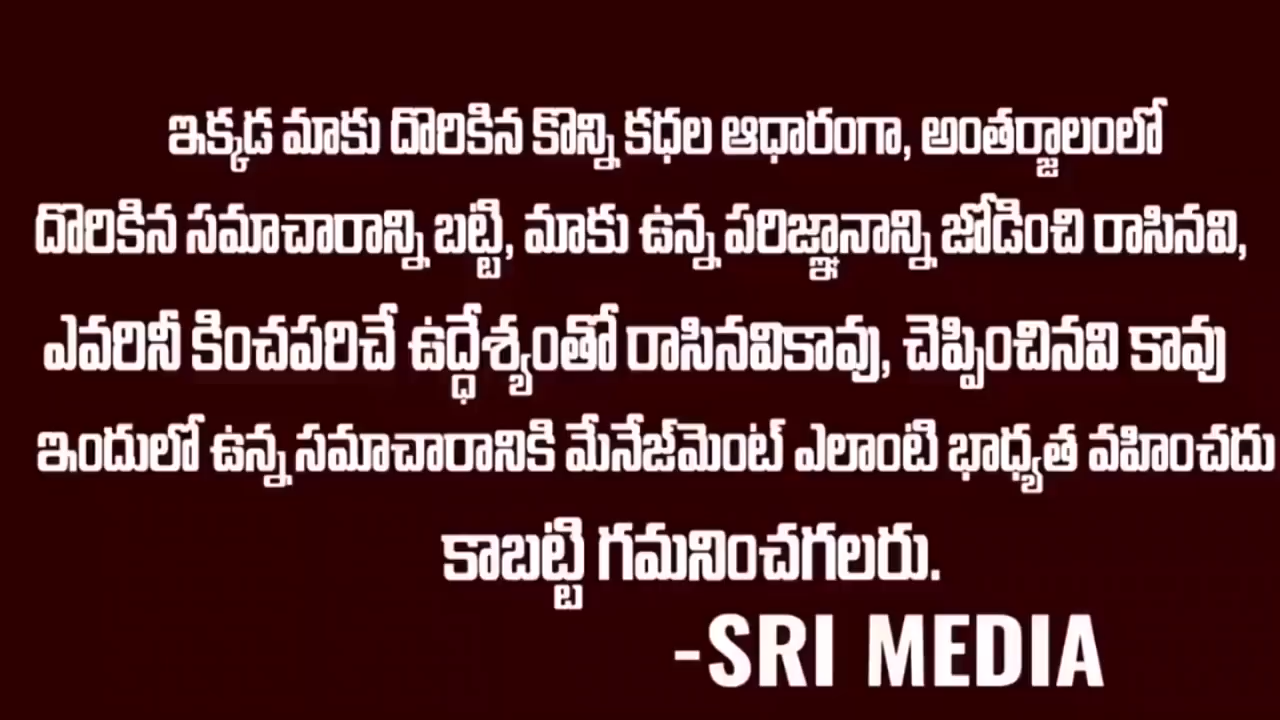 ఇక్కడ మాకు దొరికిన కొన్ని కధల ఆధారంగా, అంతర్జాలంలో
దొరికిన సమాచారాన్ని బట్టి, మాకు ఉన్న పరిజ్ఞానాన్ని జోడించి రాసినవి,
ఎవరినీ కించపరిచే ఉద్ధేశ్యంతో రాసినవికావు, చెప్పించినవి కావు
ఇందులో ఉన్న సమాచారానికి మేనేజ్‌మెంట్ ఎలాంటి భాధ్యత వహించదు
కాబట్టి గమనించగలరు.
-SRI MEDIA